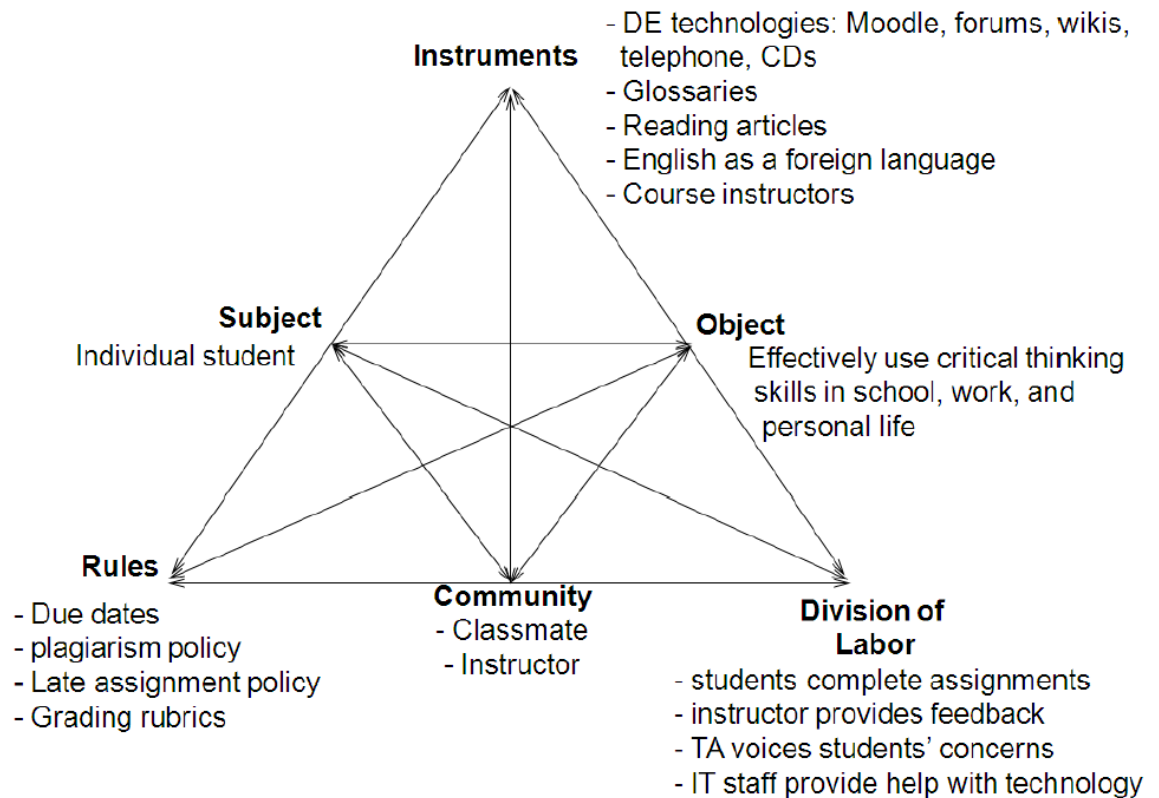 Instruments
- DE technologies: Moodle, forums, wikis,
telephone, CDs
- Glossaries
- Reading articles
- English as a foreign language
- Course instructors
Subject
Individual student
Object
Effectively use critical thinking
skills in school, work, and
personal life
Rules
- Due dates
- plagiarism policy
- Late assignment policy
- Grading rubrics
Community
- Classmate
- Instructor
Division of
Labor
- students complete assignments
- instructor provides feedback
- TA voices students’ concerns
- IT staff provide help with technology